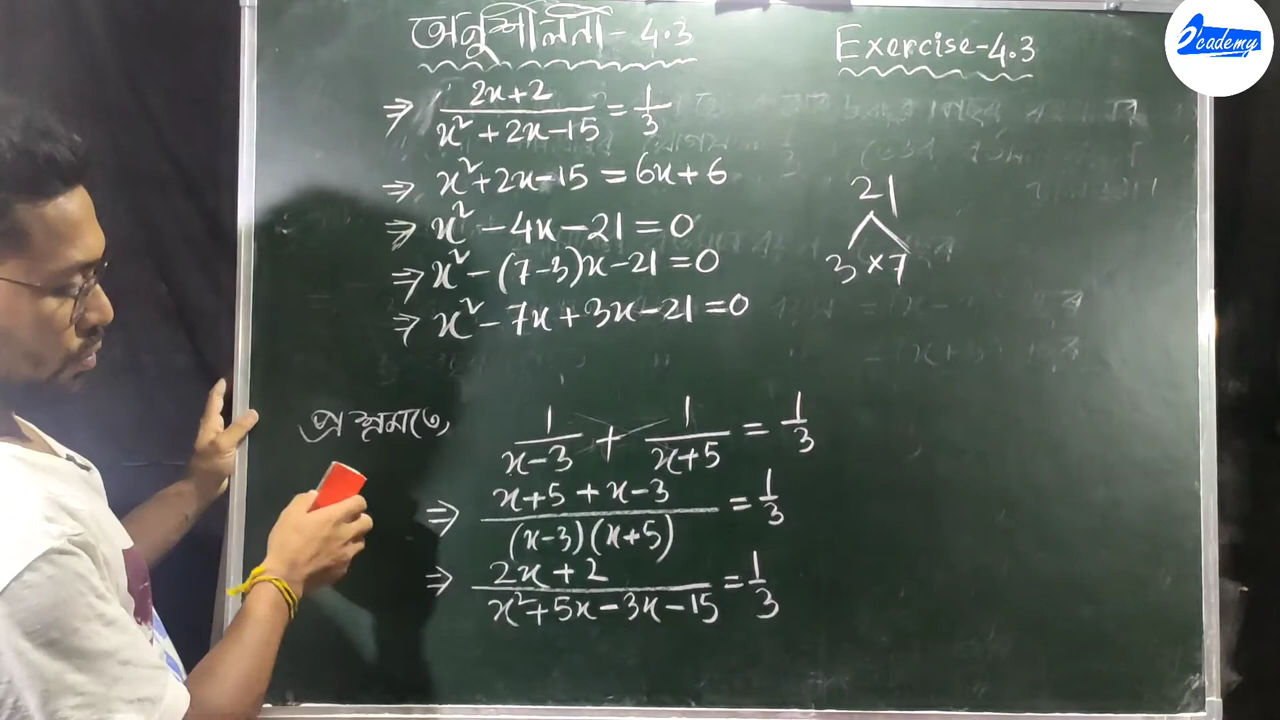 অনুশীলনী - 4.3
Exercise-4.3
⇒ (2x+2)/(x²+2x-15) = 1/3
⇒ x²+2x-15 = 6x+6
⇒ x² - 4x - 21 = 0
⇒ x² - (7-3)x - 21 = 0
⇒ x² - 7x + 3x - 21 = 0
21
3 × 7
প্রশ্নমতে, 1/(x-3) + 1/(x+5) = 1/3
⇒ (x+5+x-3)/((x-3)(x+5)) = 1/3
⇒ (2x+2)/(x²+5x-3x-15) = 1/3
ecademy